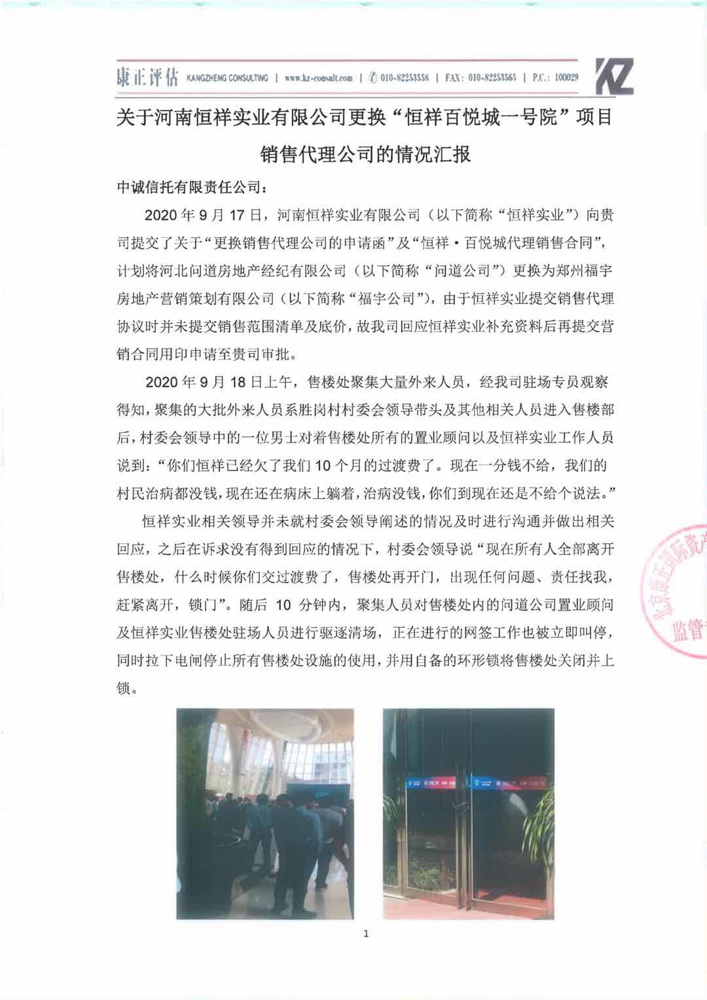 康正评估 KANGZHENG CONSULTING | www.kz-consult.com | 010-82253558 | FAX: 010-82253565 | P.C.: 100029
KZ
关于河南恒祥实业有限公司更换“恒祥百悦城一号院”项目
销售代理公司的情况汇报
中诚信托有限责任公司：
2020 年 9 月 17 日，河南恒祥实业有限公司（以下简称“恒祥实业”）向贵
司提交了关于“更换销售代理公司的申请函”及“恒祥·百悦城代理销售合同”，
计划将河北问道房地产经纪有限公司（以下简称“问道公司”）更换为郑州福宇
房地产营销策划有限公司（以下简称“福宇公司”），由于恒祥实业提交销售代理
协议时并未提交销售范围清单及底价，故我司回应恒祥实业补充资料后再提交营
销合同用印申请至贵司审批。
2020 年 9 月 18 日上午，售楼处聚集大量外来人员，经我司驻场专员观察
得知，聚集的大批外来人员系胜岗村村委会领导带头及其他相关人员进入售楼部
后，村委会领导中的一位男士对着售楼处所有的置业顾问以及恒祥实业工作人员
说到：“你们恒祥已经欠了我们 10 个月的过渡费了。现在一分钱不给，我们的
村民治病都没钱，现在还在病床上躺着，治病没钱，你们到现在还是不给个说法。”
恒祥实业相关领导并未就村委会领导阐述的情况及时进行沟通并做出相关
回应，之后在诉求没有得到回应的情况下，村委会领导说“现在所有人全部离开
售楼处，什么时候你们交过渡费了，售楼处再开门，出现任何问题、责任找我，
赶紧离开，锁门”。随后 10 分钟内，聚集人员对售楼处内的问道公司置业顾问
及恒祥实业售楼处驻场人员进行驱逐清场，正在进行的网签工作也被立即叫停，
同时拉下电闸停止所有售楼处设施的使用，并用自备的环形锁将售楼处关闭并上
锁。
北京康正国际资产
监管
1